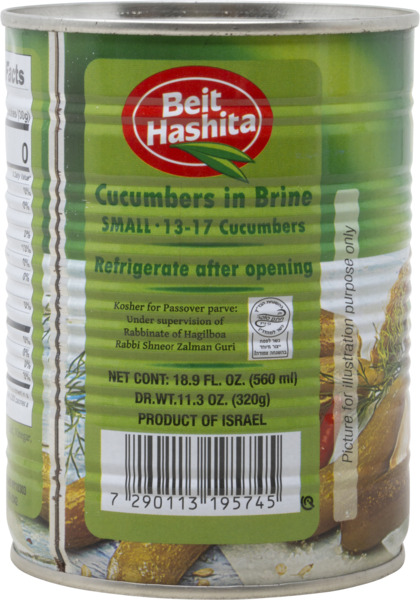 Facts
0
Beit
Hashita
Cucumbers in Brine
SMALL · 13-17 Cucumbers
Refrigerate after opening
Kosher for Passover parve:
Under supervision of
Rabbinate of Hagilboa
Rabbi Shneor Zalman Guri
NET CONT: 18.9 FL. OZ. (560 ml)
DR.WT.11.3 OZ. (320g)
PRODUCT OF ISRAEL
7 290113 195745
Picture for illustration purpose only